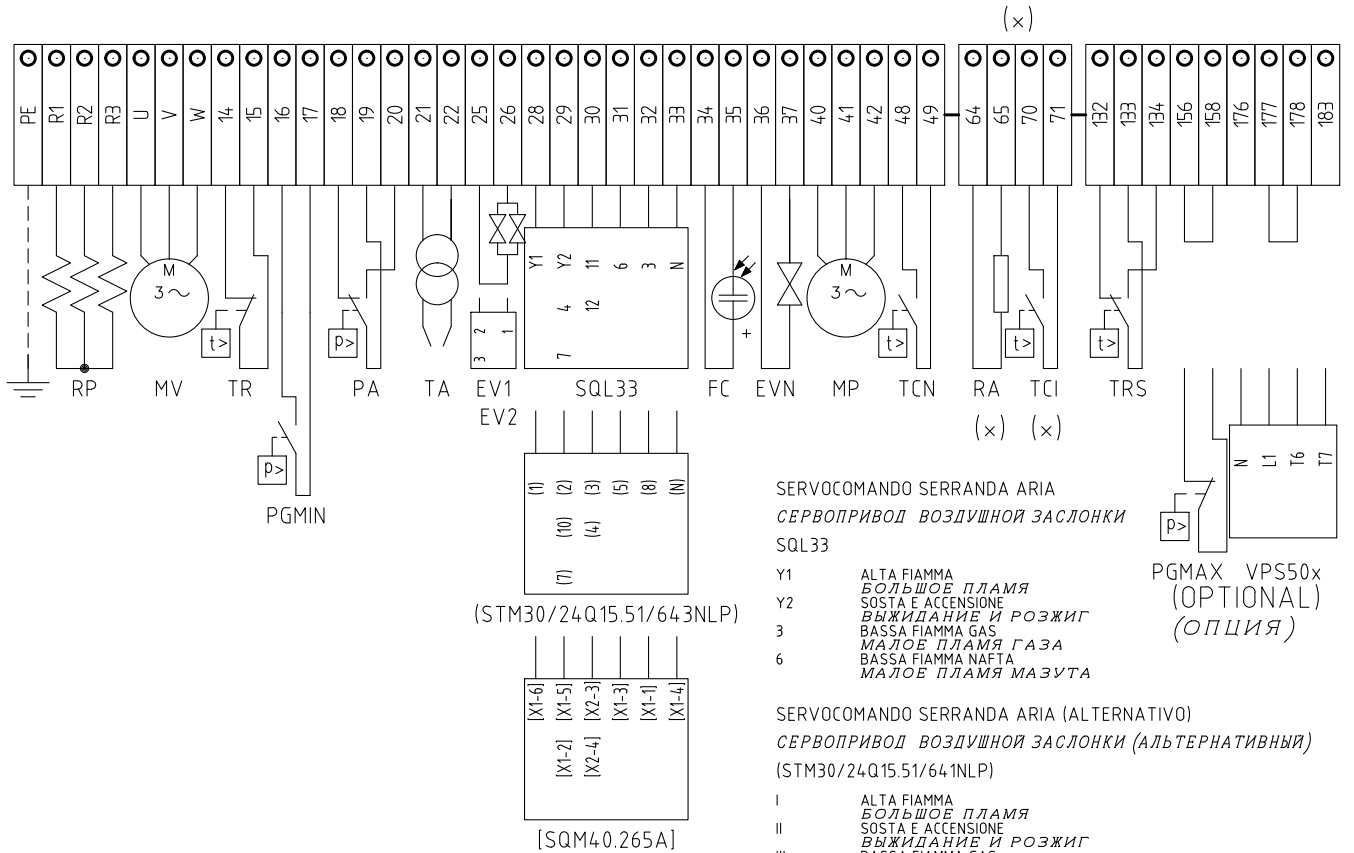 (×)
PE R1 R2 R3 U V W 14 15 16 17 18 19 20 21 22 25 26 28 29 30 31 32 33 34 35 36 37 40 41 42 48 49 64 65 70 71 132 133 134 156 158 176 177 178 183
Y1 Y2 11 6 3 N
4 12
7
M
3~
M
3~
t>
p>
2 1
3
+
t>
t>
t>
RP MV TR PA TA EV1 SQL33 FC EVN MP TCN RA TCI TRS
EV2
(×) (×)
p>
PGMIN
(1) (2) (3) (5) (8) (N)
(10) (4)
(7)
(STM30/24Q15.51/643NLP)
[X1-6] [X1-5] [X2-3] [X1-3] [X1-1] [X1-4]
[X1-2] [X2-4]
[SQM40.265A]
N L1 T6 T7
p>
PGMAX VPS50x
(OPTIONAL)
(ОПЦИЯ)
SERVOCOMANDO SERRANDA ARIA
СЕРВОПРИВОД ВОЗДУШНОЙ ЗАСЛОНКИ
SQL33
Y1 ALTA FIAMMA
БОЛЬШОЕ ПЛАМЯ
Y2 SOSTA E ACCENSIONE
ВЫЖИДАНИЕ И РОЗЖИГ
3 BASSA FIAMMA GAS
МАЛОЕ ПЛАМЯ ГАЗА
6 BASSA FIAMMA NAFTA
МАЛОЕ ПЛАМЯ МАЗУТА
SERVOCOMANDO SERRANDA ARIA (ALTERNATIVO)
СЕРВОПРИВОД ВОЗДУШНОЙ ЗАСЛОНКИ (АЛЬТЕРНАТИВНЫЙ)
(STM30/24Q15.51/641NLP)
I ALTA FIAMMA
БОЛЬШОЕ ПЛАМЯ
II SOSTA E ACCENSIONE
ВЫЖИДАНИЕ И РОЗЖИГ
III BASSA FIAMMA GAS